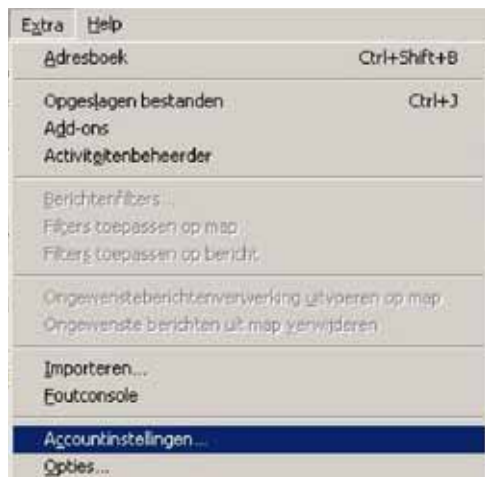 Extra Help
Adresboek Ctrl+Shift+B
Opgeslagen bestanden Ctrl+J
Add-ons
Activiteitenbeheerder
Berichtenfilters...
Filters toepassen op map
Filters toepassen op bericht
Ongewensteberichtenverwerking uitvoeren op map
Ongewenste berichten uit map verwijderen
Importeren...
Foutconsole
Accountinstellingen...
Opties...